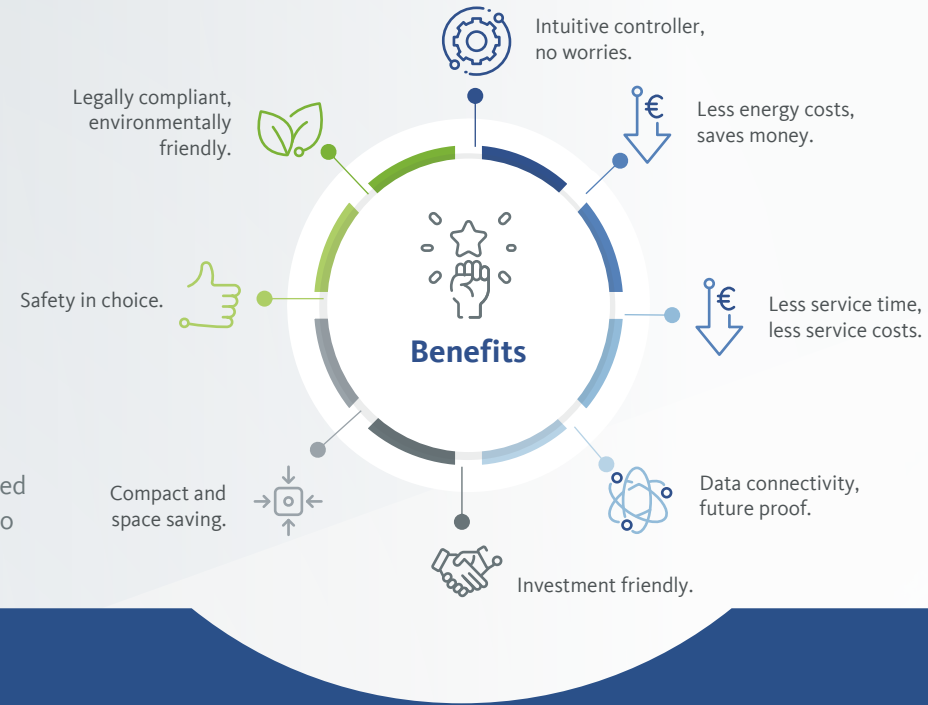 Intuitive controller,
no worries.
Less energy costs,
saves money.
Less service time,
less service costs.
Data connectivity,
future proof.
Investment friendly.
Compact and
space saving.
Safety in choice.
Legally compliant,
environmentally
friendly.
Benefits
€
€
ed
o